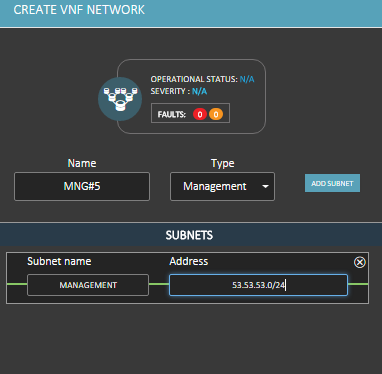 CREATE VNF NETWORK
OPERATIONAL STATUS: N/A
SEVERITY : N/A
FAULTS: 0 0
Name Type
MNG#5 Management ADD SUBNET
SUBNETS
Subnet name Address
MANAGEMENT 53.53.53.0/24